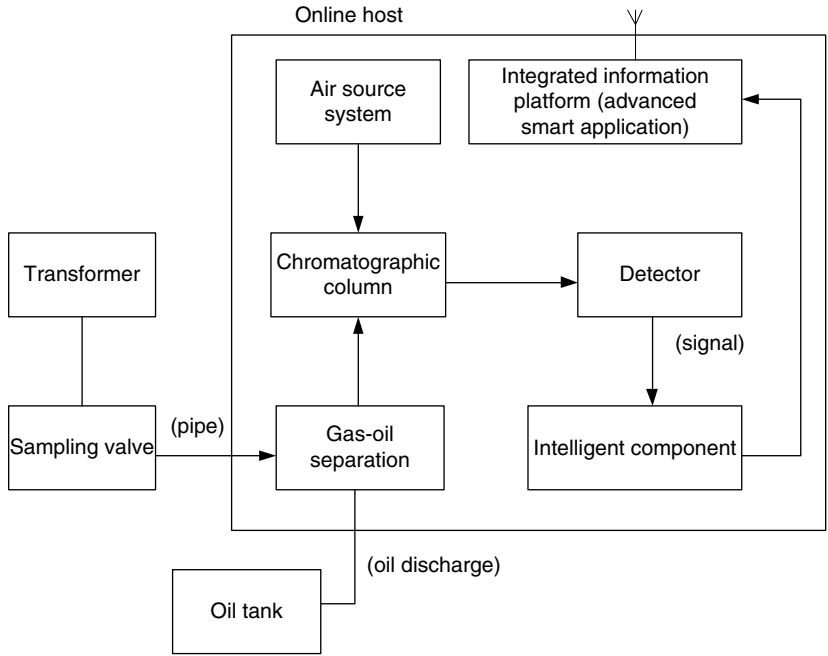 Online host
Air source
system
Integrated information
platform (advanced
smart application)
Transformer
Chromatographic
column
Detector
(signal)
Sampling valve
(pipe)
Gas-oil
separation
Intelligent component
(oil discharge)
Oil tank